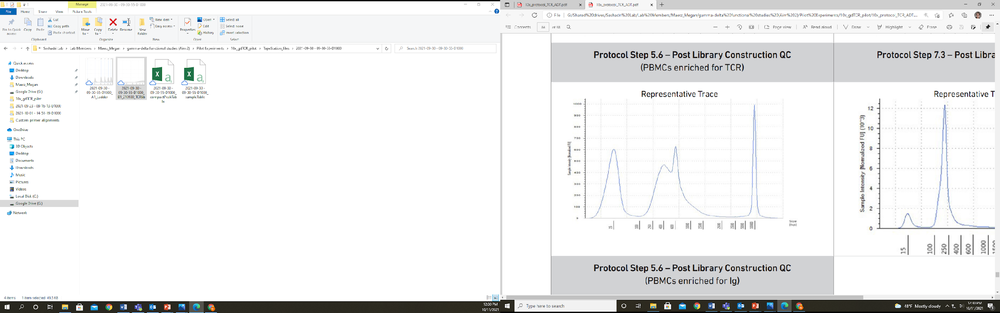 Manage
2021-09-30 - 09-30-55-D1000
File
Home
Share
View
Picture Tools
Pin to Quick access
Copy
Paste
Cut
Copy path
Paste shortcut
Clipboard
Move to
Copy to
Delete
Rename
Organize
New folder
New item
Easy access
New
Properties
Open
Edit
History
Open
Select all
Select none
Invert selection
Select
Seshadri Lab > Lab Members > Maerz_Megan > gamma-delta functional studies (Aim 2) > Pilot Experiments > 10x_gdTCR_pilot > TapeStation_files > 2021-09-30 - 09-30-55-D1000
Search 2021-09-30 - 09-30-55-D1000
Quick access
Desktop
Downloads
Maerz_Megan
Google Drive (G:)
10x_gdTCR_pilot
2021-09-23 - 09-16-13-D1000
2021-10-01 - 14-51-19-D1000
Custom primer alignments
OneDrive
This PC
3D Objects
Desktop
Documents
Downloads
Music
Pictures
Videos
Local Disk (C:)
Google Drive (G:)
Network
2021-09-30 -
09-30-55-D1000_
A1_Ladder
2021-09-30 -
09-30-55-D1000_
B1_210930_TCRlib
2021-09-30 -
09-30-55-D1000_
compactPeakTab
le
2021-09-30 -
09-30-55-D1000_
sampleTable
4 items
1 item selected 49.5 KB
12:30 PM
10/11/2021
10x_protocol_TCR_ADT.pdf
10x_protocol_TCR_ADT.pdf
File
G:/Shared%20drives/Seshadri%20Lab/Lab%20Members/Maerz_Megan/gamma-delta%20functional%20studies%20(Aim%202)/Pilot%20Experiments/10x_gdTCR_pilot/10x_protocol_TCR_ADT....
Contents
84
of 88
Page view
Read aloud
Draw
Highlight
Erase
Protocol Step 5.6 – Post Library Construction QC
(PBMCs enriched for TCR)
Representative Trace
1000
900
800
700
600
500
400
300
200
100
0
Sample Intensity [Normalized FU]
15
100
250
400
600
1000
1500
2500
3500
5000
10000
Size
[bp]
Protocol Step 5.6 – Post Library Construction QC
(PBMCs enriched for Ig)
Protocol Step 7.3 – Post Libra
Representative T
12
10
8
6
4
2
0
Sample Intensity [Normalized FU] (10^3)
15
100
250
400
600
1000
Type here to search
48°F Mostly cloudy
12:30 PM
10/11/2021
3